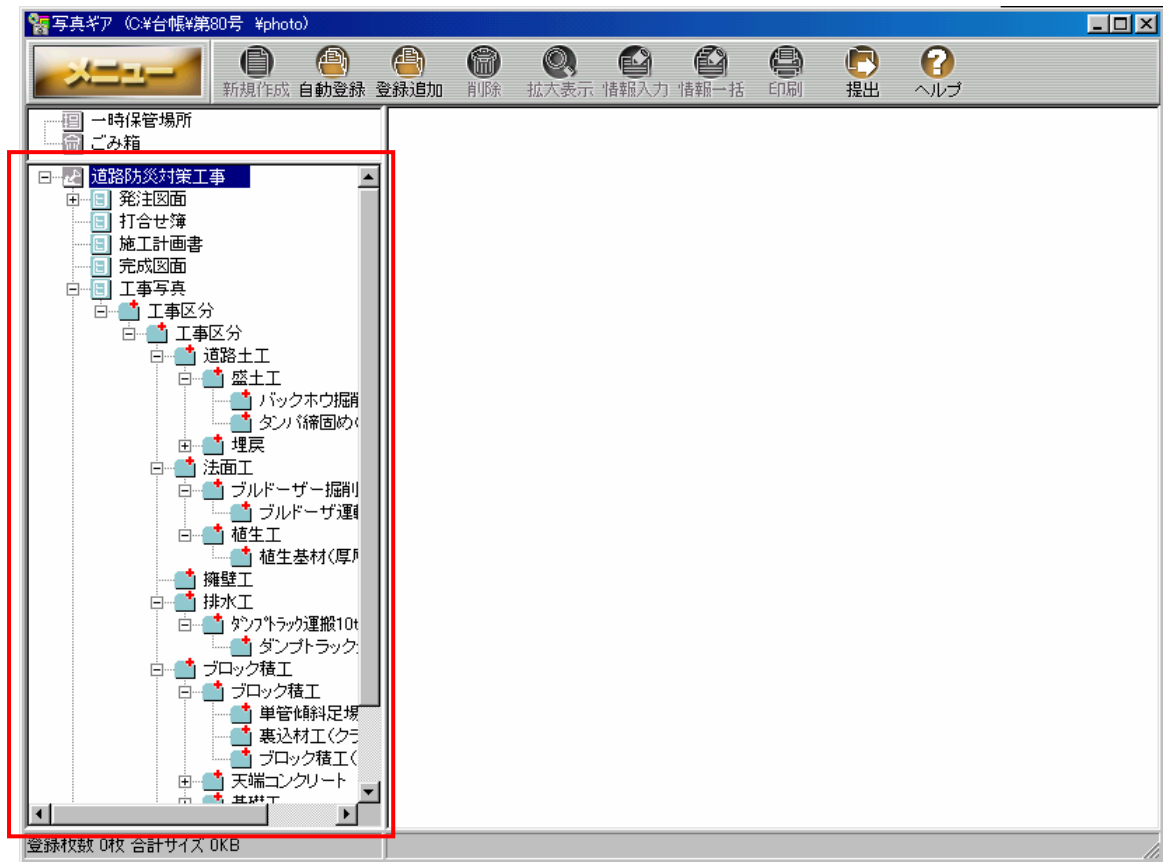 写真ギア （C:¥台帳¥第80号 ¥photo）
メニュー
新規作成 自動登録 登録追加 削除 拡大表示 情報入力 情報一括 印刷 提出 ヘルプ
一時保管場所
ごみ箱
道路防災対策工事
発注図面
打合せ簿
施工計画書
完成図面
工事写真
工事区分
工事区分
道路土工
盛土工
バックホウ掘削
タンパ締固め
埋戻
法面工
ブルドーザー掘削
ブルドーザ運転
植生工
植生基材(厚
擁壁工
排水工
ダンプトラック運搬10t
ダンプトラック
ブロック積工
ブロック積工
単管傾斜足場
裏込材工(クラ
ブロック積工(
天端コンクリート
基礎工
登録枚数 0枚 合計サイズ 0KB